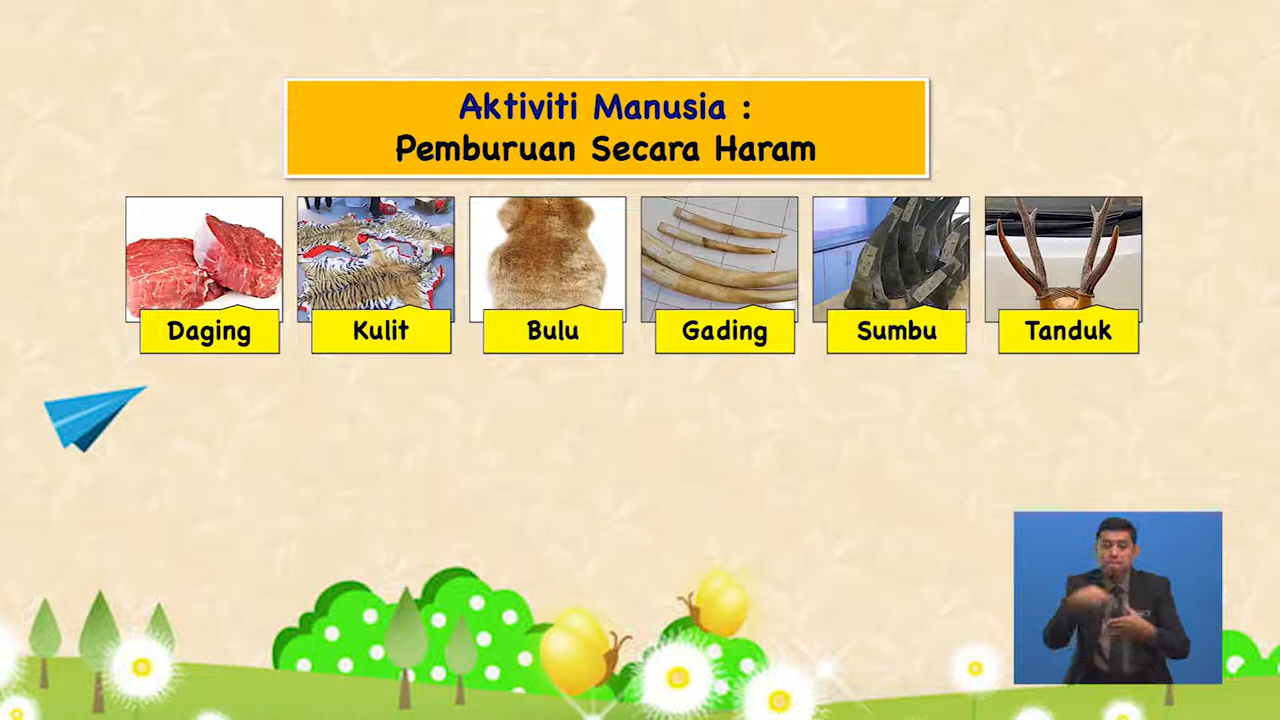 Aktiviti Manusia :
Pemburuan Secara Haram
Daging
Kulit
Bulu
Gading
Sumbu
Tanduk